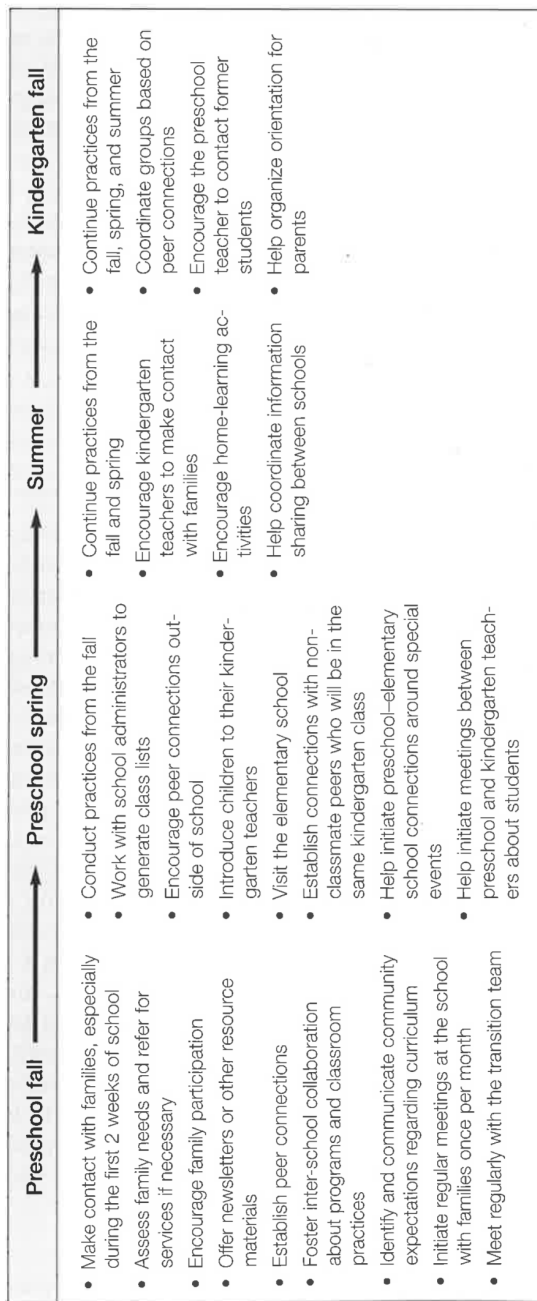 Preschool fall → Preschool spring → Summer → Kindergarten fall
• Make contact with families, especially
during the first 2 weeks of school
• Assess family needs and refer for
services if necessary
• Encourage family participation
• Offer newsletters or other resource
materials
• Establish peer connections
• Foster inter-school collaboration
about programs and classroom
practices
• Identify and communicate community
expectations regarding curriculum
• Initiate regular meetings at the school
with families once per month
• Meet regularly with the transition team
• Conduct practices from the fall
• Work with school administrators to
generate class lists
• Encourage peer connections out-
side of school
• Introduce children to their kinder-
garten teachers
• Visit the elementary school
• Establish connections with non-
classmate peers who will be in the
same kindergarten class
• Help initiate preschool–elementary
school connections around special
events
• Help initiate meetings between
preschool and kindergarten teach-
ers about students
• Continue practices from the
fall and spring
• Encourage kindergarten
teachers to make contact
with families
• Encourage home-learning ac-
tivities
• Help coordinate information
sharing between schools
• Continue practices from the
fall, spring, and summer
• Coordinate groups based on
peer connections
• Encourage the preschool
teacher to contact former
students
• Help organize orientation for
parents